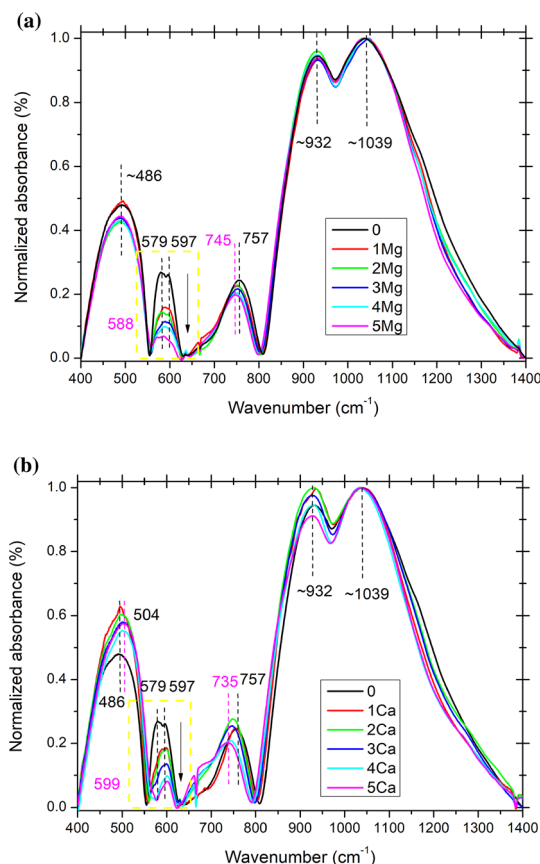 (a)
Normalized absorbance (%)
1.0
0.8
0.6
0.4
0.2
0.0
~486
579 597
588
745 757
~932 ~1039
0
1Mg
2Mg
3Mg
4Mg
5Mg
400 500 600 700 800 900 1000 1100 1200 1300 1400
Wavenumber (cm⁻¹)
(b)
Normalized absorbance (%)
1.0
0.8
0.6
0.4
0.2
0.0
504
486
579 597
599
735 757
~932 ~1039
0
1Ca
2Ca
3Ca
4Ca
5Ca
400 500 600 700 800 900 1000 1100 1200 1300 1400
Wavenumber (cm⁻¹)